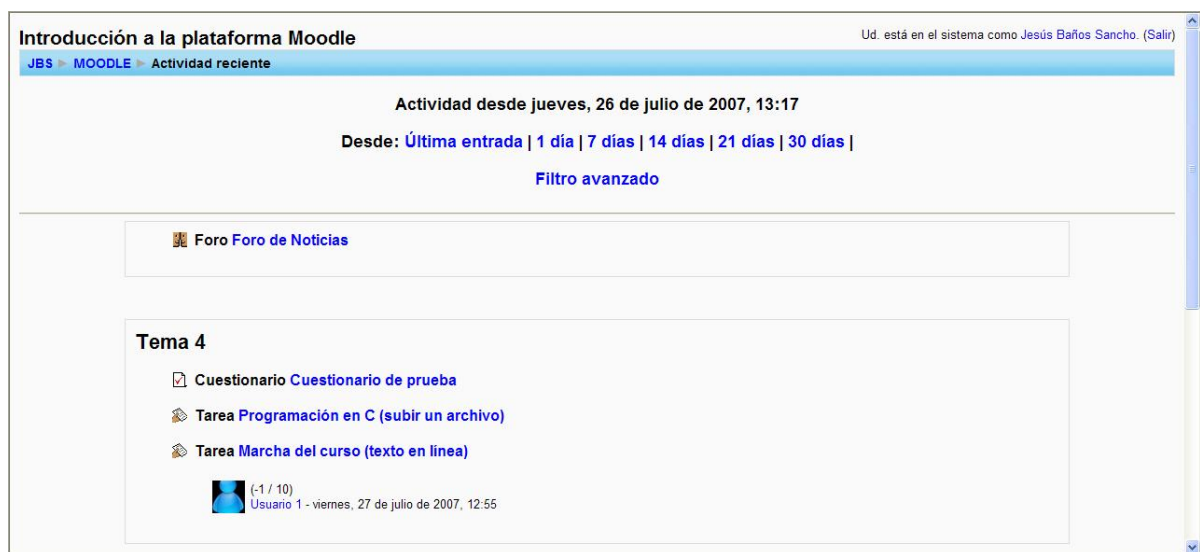 Introducción a la plataforma Moodle
Ud. está en el sistema como Jesús Baños Sancho. (Salir)
JBS ► MOODLE ► Actividad reciente
Actividad desde jueves, 26 de julio de 2007, 13:17
Desde: Última entrada | 1 día | 7 días | 14 días | 21 días | 30 días |
Filtro avanzado
Foro Foro de Noticias
Tema 4
Cuestionario Cuestionario de prueba
Tarea Programación en C (subir un archivo)
Tarea Marcha del curso (texto en línea)
(-1 / 10)
Usuario 1 - viernes, 27 de julio de 2007, 12:55